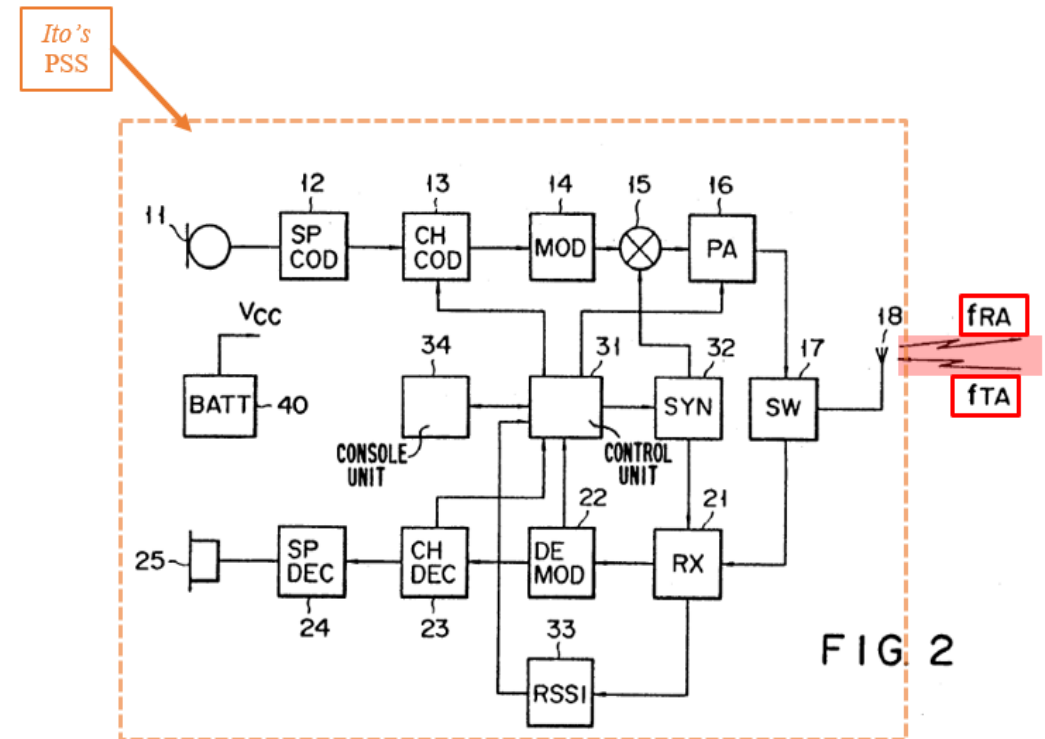 Ito's
PSS
11
12
SP
COD
13
CH
COD
14
MOD
15
16
PA
18
fRA
fTA
VCC
BATT
40
34
CONSOLE
UNIT
31
CONTROL
UNIT
32
SYN
17
SW
25
SP
DEC
24
CH
DEC
23
22
DE
MOD
21
RX
33
RSSI
FIG 2